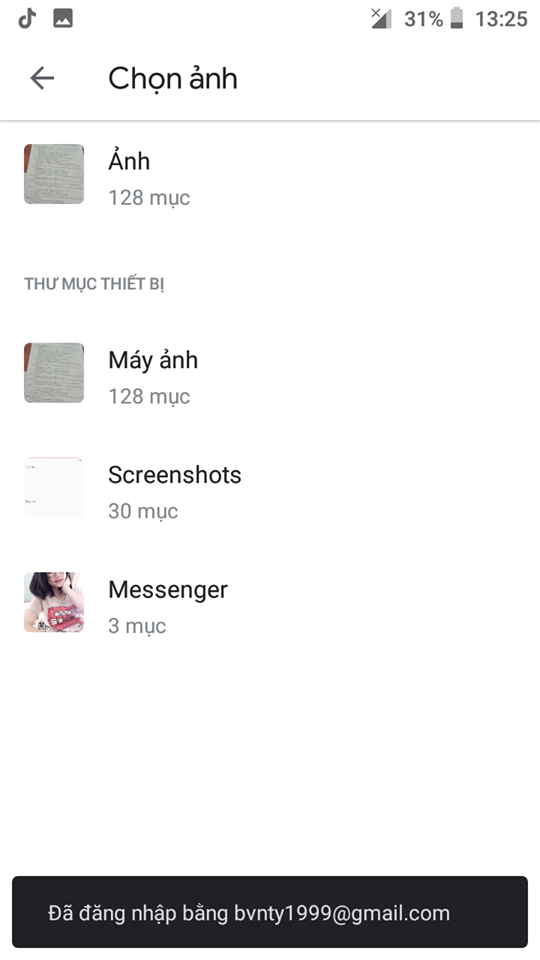 31% 13:25
Chọn ảnh
Ảnh
128 mục
THƯ MỤC THIẾT BỊ
Máy ảnh
128 mục
Screenshots
30 mục
Messenger
3 mục
Đã đăng nhập bằng bvnty1999@gmail.com